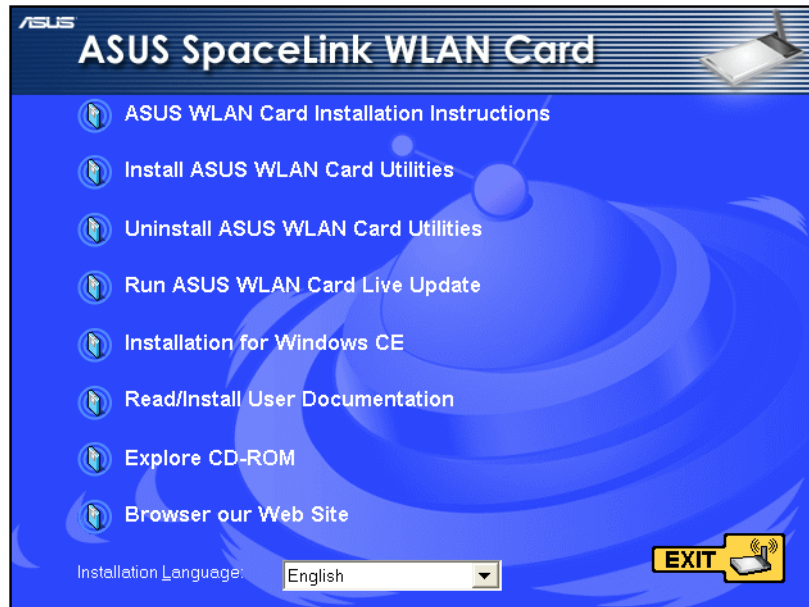 ASUS
ASUS SpaceLink WLAN Card
ASUS WLAN Card Installation Instructions
Install ASUS WLAN Card Utilities
Uninstall ASUS WLAN Card Utilities
Run ASUS WLAN Card Live Update
Installation for Windows CE
Read/Install User Documentation
Explore CD-ROM
Browser our Web Site
Installation Language: English
EXIT